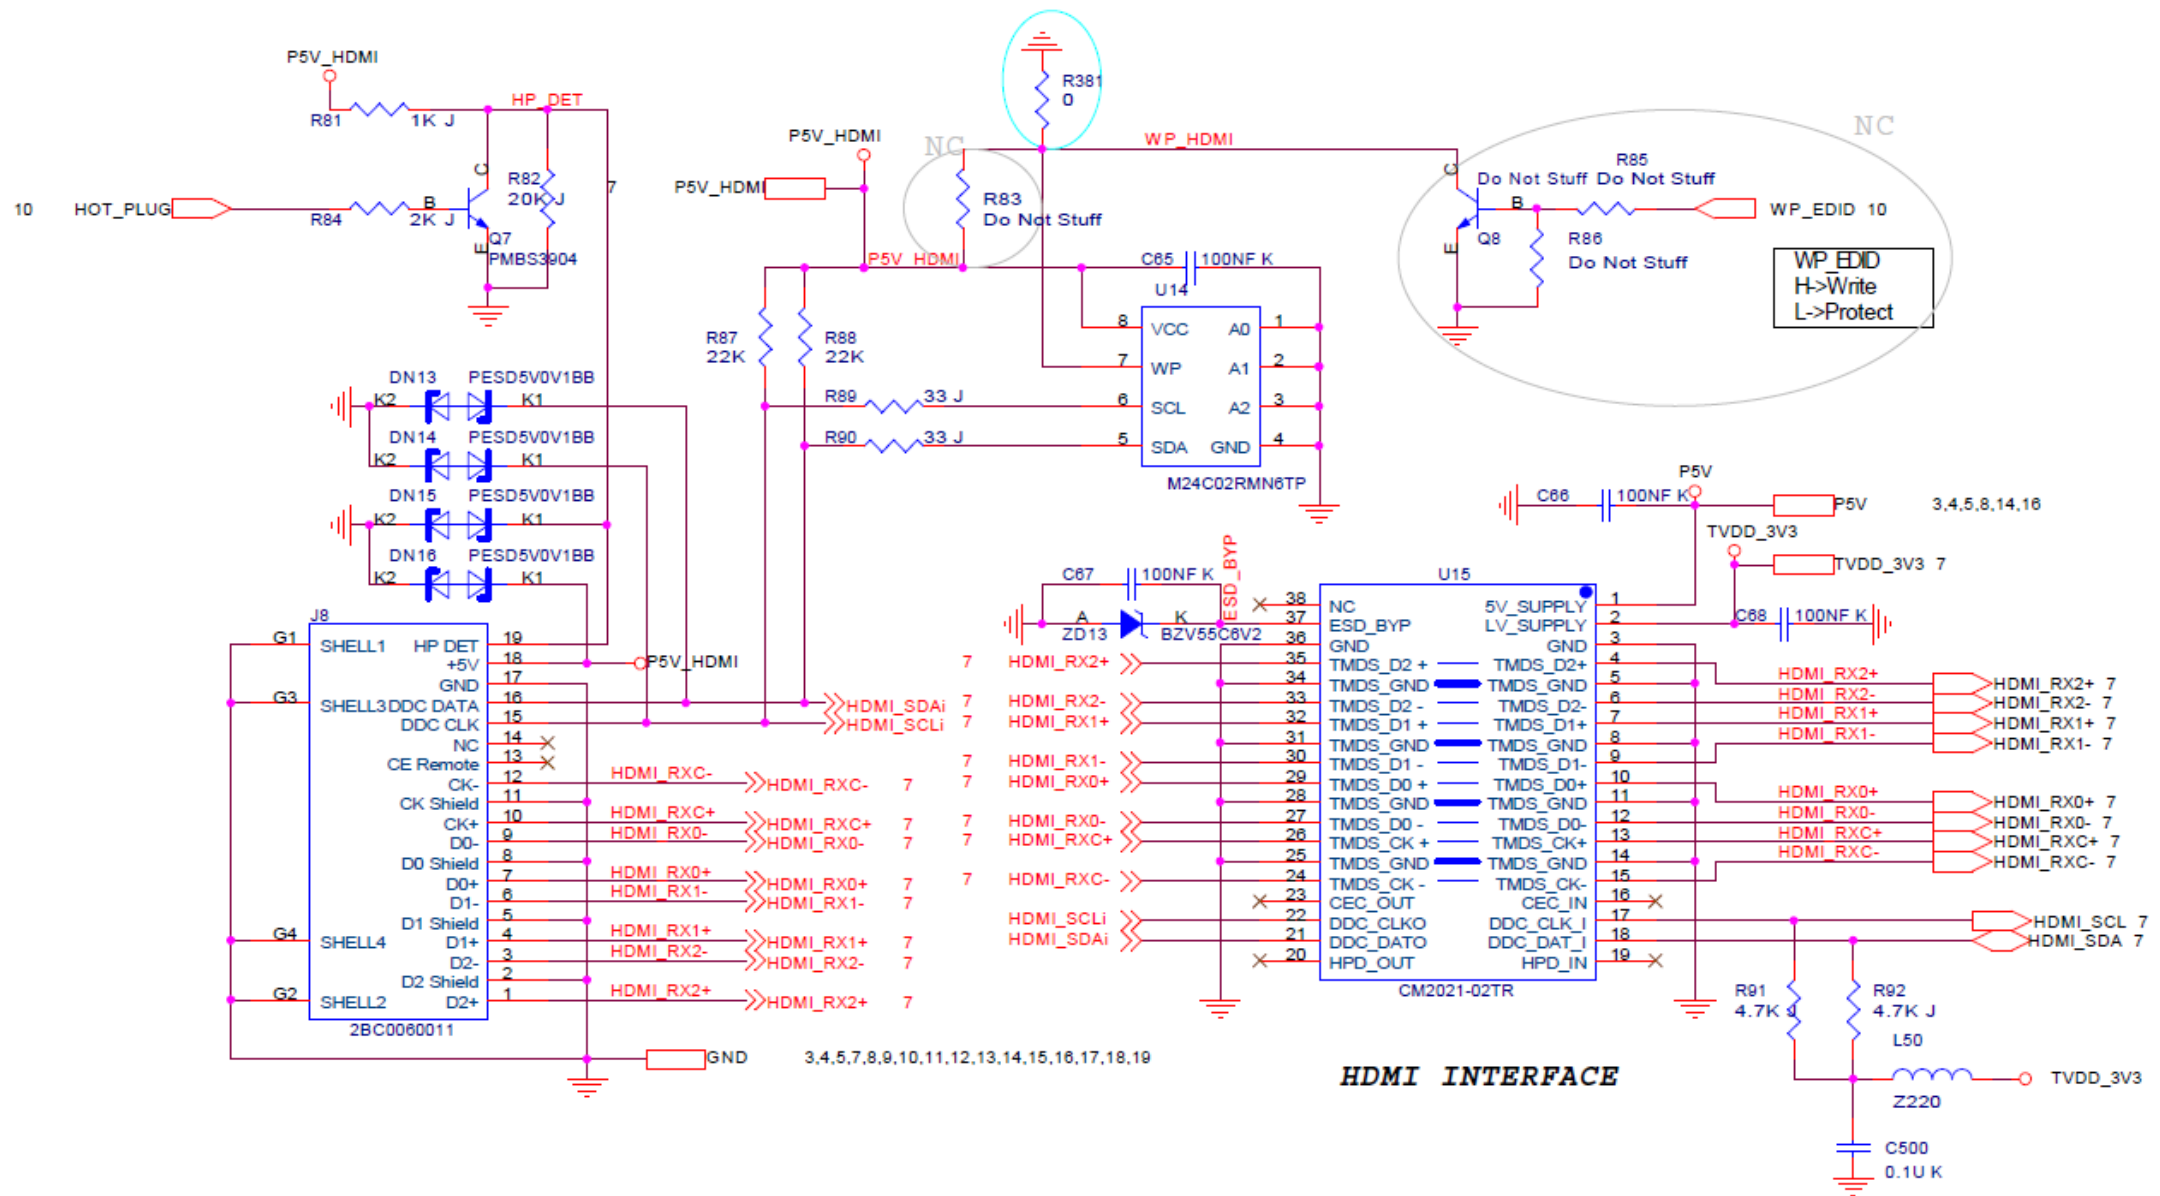 P5V_HDMI
R81
1K J
HP_DET
10
HOT_PLUG
R84
2K J
B
C
E
Q7
PMBS3904
R82
20K J
7
P5V_HDMI
P5V_HDMI
NC
R83
Do Not Stuff
R381
0
WP_HDMI
P5V_HDMI
C65
100NF K
U14
8 VCC A0 1
7 WP A1 2
6 SCL A2 3
5 SDA GND 4
M24C02RMN6TP
R87
22K
R88
22K
R89
33 J
R90
33 J
NC
R85
Do Not Stuff Do Not Stuff
C
B
E
Q8
R86
Do Not Stuff
WP_EDID 10
WP_EDID
H->Write
L->Protect
DN13 PESD5V0V1BB
K2 K1
DN14 PESD5V0V1BB
K2 K1
DN15 PESD5V0V1BB
K2 K1
DN16 PESD5V0V1BB
K2 K1
J8
G1 SHELL1 HP DET 19
+5V 18
P5V_HDMI
GND 17
G3 SHELL3 DDC DATA 16
HDMI_SDAi 7
DDC CLK 15
HDMI_SCLi 7
NC 14
CE Remote 13
CK- 12 HDMI_RXC- HDMI_RXC- 7
CK Shield 11
CK+ 10 HDMI_RXC+ HDMI_RXC+ 7
D0- 9 HDMI_RX0- HDMI_RX0- 7
D0 Shield 8
D0+ 7 HDMI_RX0+ HDMI_RX0+ 7
D1- 6 HDMI_RX1- HDMI_RX1- 7
D1 Shield 5
G4 SHELL4 D1+ 4 HDMI_RX1+ HDMI_RX1+ 7
D2- 3 HDMI_RX2- HDMI_RX2- 7
D2 Shield 2
G2 SHELL2 D2+ 1 HDMI_RX2+ HDMI_RX2+ 7
2BC0060011
GND 3,4,5,7,8,9,10,11,12,13,14,15,16,17,18,19
C66
100NF K
P5V
P5V 3,4,5,8,14,16
TVDD_3V3
TVDD_3V3 7
C68
100NF K
C67
100NF K
ESD_BYP
A K
ZD13
BZV55C6V2
U15
38 NC 5V_SUPPLY 1
37 ESD_BYP LV_SUPPLY 2
36 GND GND 3
7 HDMI_RX2+ 35 TMDS_D2 + TMDS_D2+ 4 HDMI_RX2+ HDMI_RX2+ 7
34 TMDS_GND TMDS_GND 5
HDMI_RX2- 33 TMDS_D2 - TMDS_D2- 6 HDMI_RX2- HDMI_RX2- 7
HDMI_RX1+ 32 TMDS_D1 + TMDS_D1+ 7 HDMI_RX1+ HDMI_RX1+ 7
31 TMDS_GND TMDS_GND 8
7 HDMI_RX1- 30 TMDS_D1 - TMDS_D1- 9 HDMI_RX1- HDMI_RX1- 7
7 HDMI_RX0+ 29 TMDS_D0 + TMDS_D0+ 10 HDMI_RX0+ HDMI_RX0+ 7
28 TMDS_GND TMDS_GND 11
7 HDMI_RX0- 27 TMDS_D0 - TMDS_D0- 12 HDMI_RX0- HDMI_RX0- 7
7 HDMI_RXC+ 26 TMDS_CK + TMDS_CK+ 13 HDMI_RXC+ HDMI_RXC+ 7
25 TMDS_GND TMDS_GND 14
7 HDMI_RXC- 24 TMDS_CK - TMDS_CK- 15 HDMI_RXC- HDMI_RXC- 7
23 CEC_OUT CEC_IN 16
HDMI_SCLi 22 DDC_CLKO DDC_CLK_I 17 HDMI_SCL 7
HDMI_SDAi 21 DDC_DATO DDC_DAT_I 18 HDMI_SDA 7
20 HPD_OUT HPD_IN 19
CM2021-02TR
R91
4.7K J
R92
4.7K J
L50
Z220
TVDD_3V3
C500
0.1U K
HDMI INTERFACE